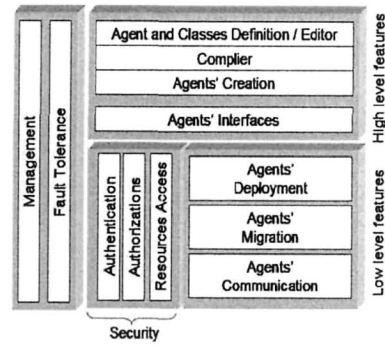 Management
Fault Tolerance
Agent and Classes Definition / Editor
Complier
Agents' Creation
Agents' Interfaces
High level features
Authentication
Authorizations
Resources Access
Agents'
Deployment
Agents'
Migration
Agents'
Communication
Low level features
Security